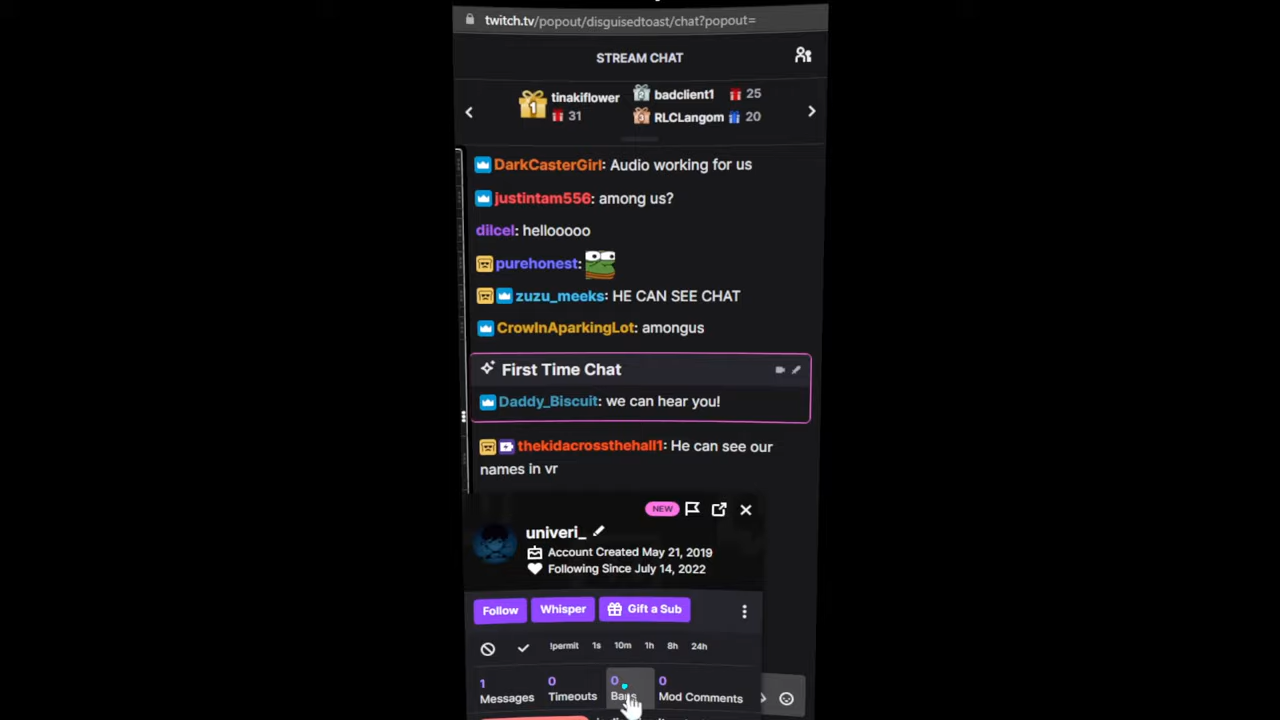 twitch.tv/popout/disguisedtoast/chat?popout=
STREAM CHAT
1 tinakiflower 31
badclient1 25
RLCLangom 20
DarkCasterGirl: Audio working for us
justintam556: among us?
dilcel: hellooooo
purehonest:
zuzu_meeks: HE CAN SEE CHAT
CrowInAparkingLot: amongus
First Time Chat
Daddy_Biscuit: we can hear you!
thekidacrossthehall1: He can see our
names in vr
NEW
univeri_
Account Created May 21, 2019
Following Since July 14, 2022
Follow Whisper Gift a Sub
!permit 1s 10m 1h 8h 24h
1 0 0 0
Messages Timeouts Bans Mod Comments